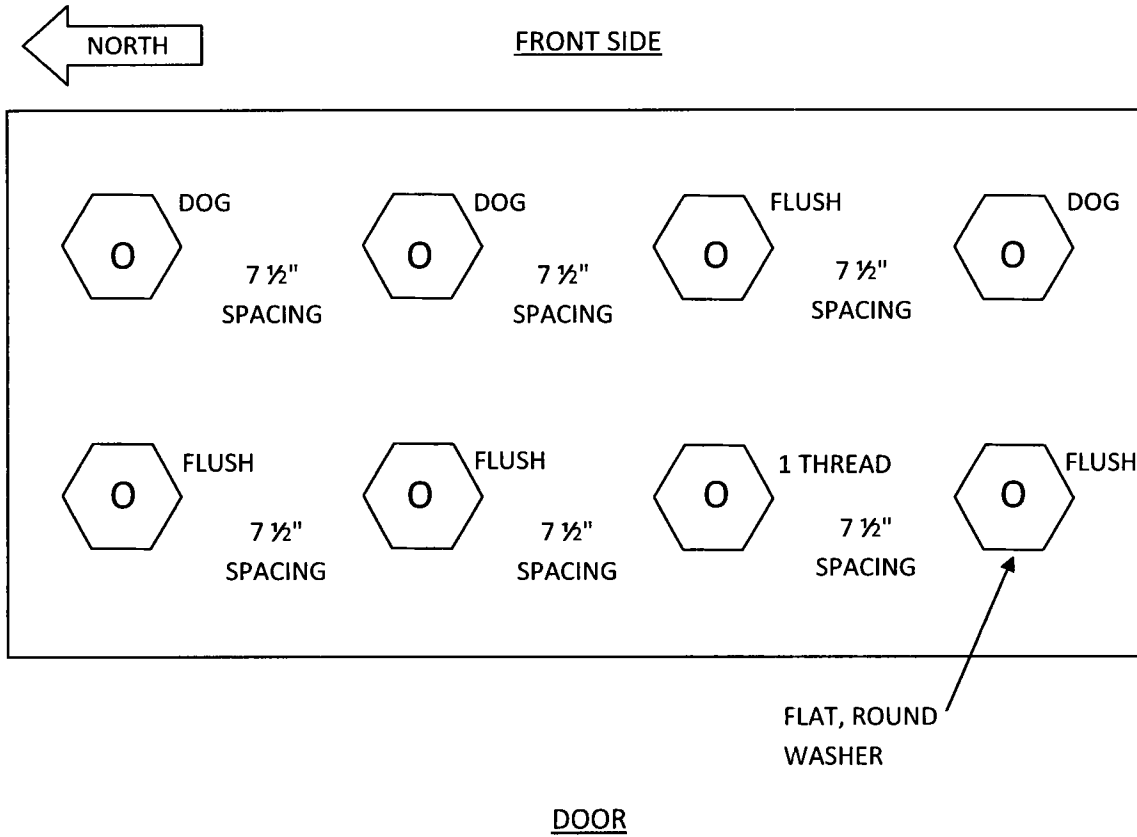 NORTH
FRONT SIDE
DOG
DOG
FLUSH
DOG
O
O
O
O
7 ½"
SPACING
7 ½"
SPACING
7 ½"
SPACING
FLUSH
FLUSH
1 THREAD
FLUSH
O
O
O
O
7 ½"
SPACING
7 ½"
SPACING
7 ½"
SPACING
FLAT, ROUND
WASHER
DOOR